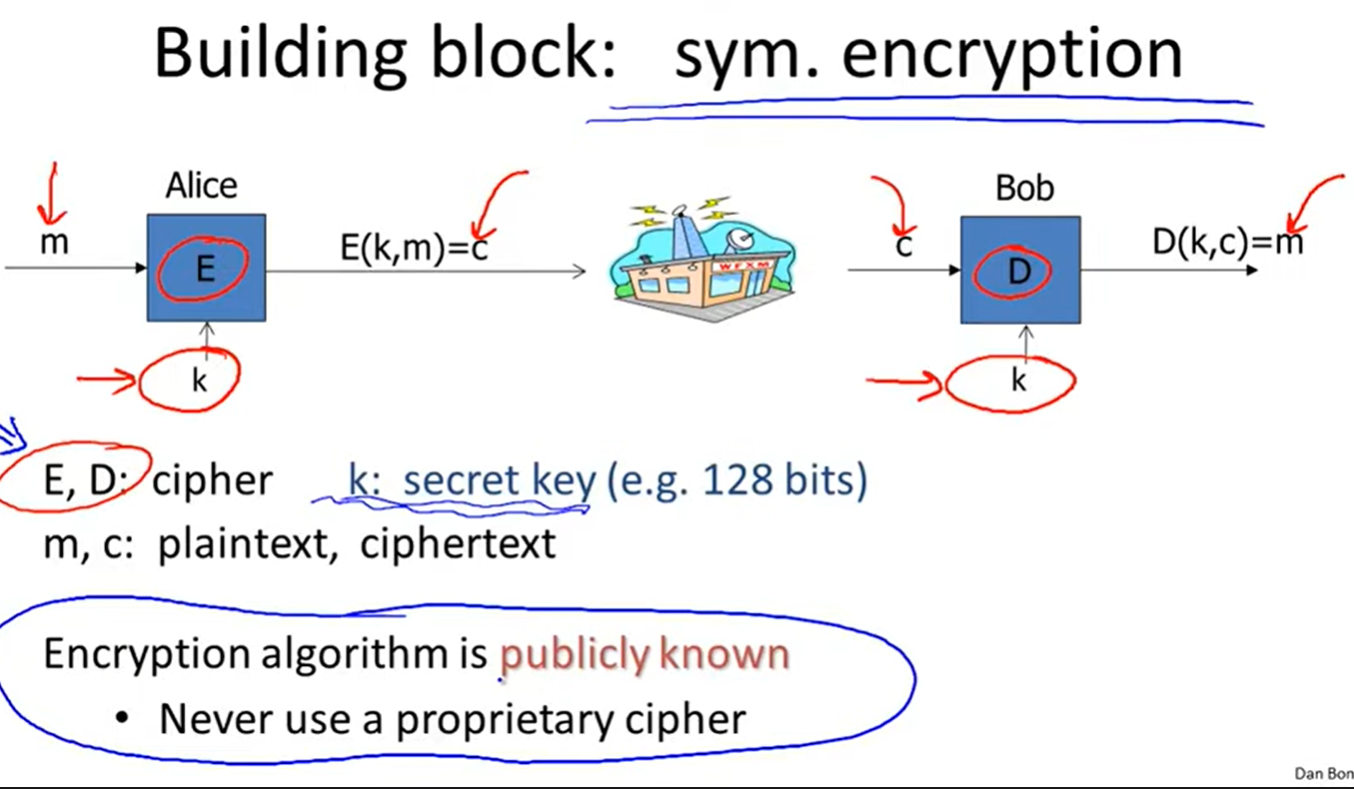 Building block: sym. encryption
Alice
Bob
m
E
E(k,m)=c
WFXM
c
D
D(k,c)=m
k
k
E, D: cipher k: secret key (e.g. 128 bits)
m, c: plaintext, ciphertext
Encryption algorithm is publicly known
• Never use a proprietary cipher
Dan Bon